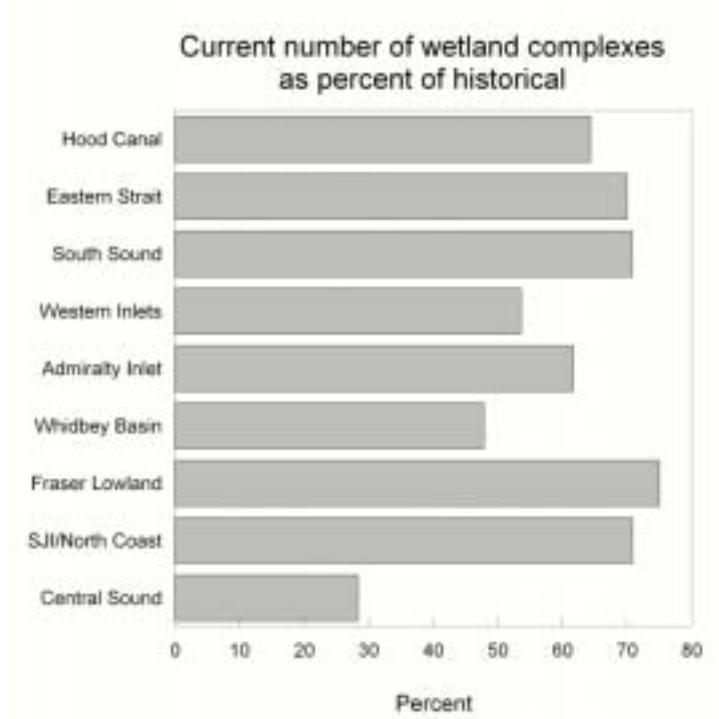 Current number of wetland complexes
as percent of historical
Hood Canal
Eastern Strait
South Sound
Western Inlets
Admiralty Inlet
Whidbey Basin
Fraser Lowland
SJI/North Coast
Central Sound
0 10 20 30 40 50 60 70 80
Percent